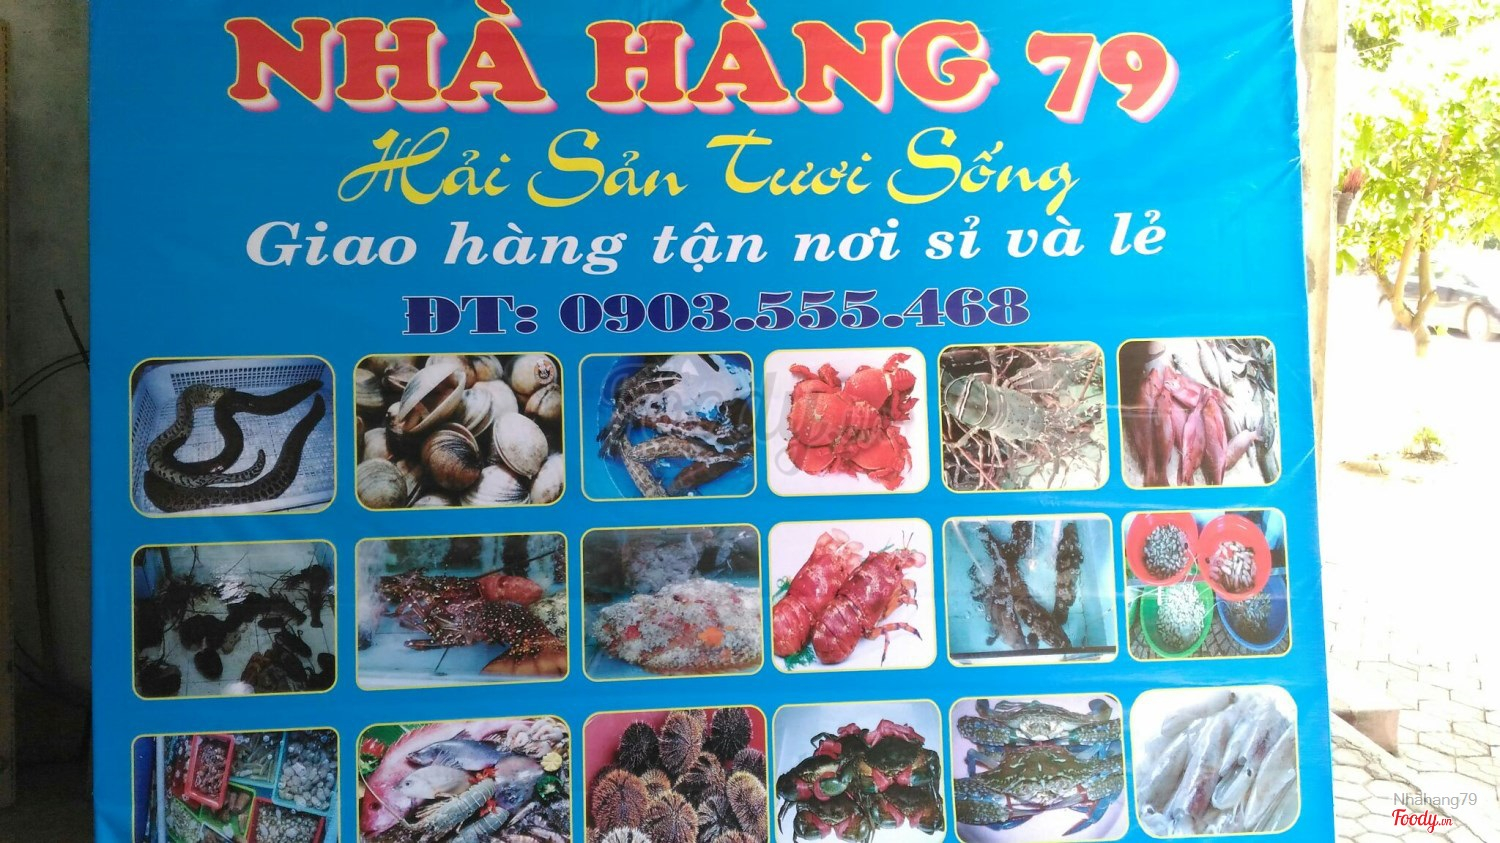 NHÀ HÀNG 79
Hải Sản Tươi Sống
Giao hàng tận nơi sỉ và lẻ
ĐT: 0903.555.468
Nhahang79
Foody.vn